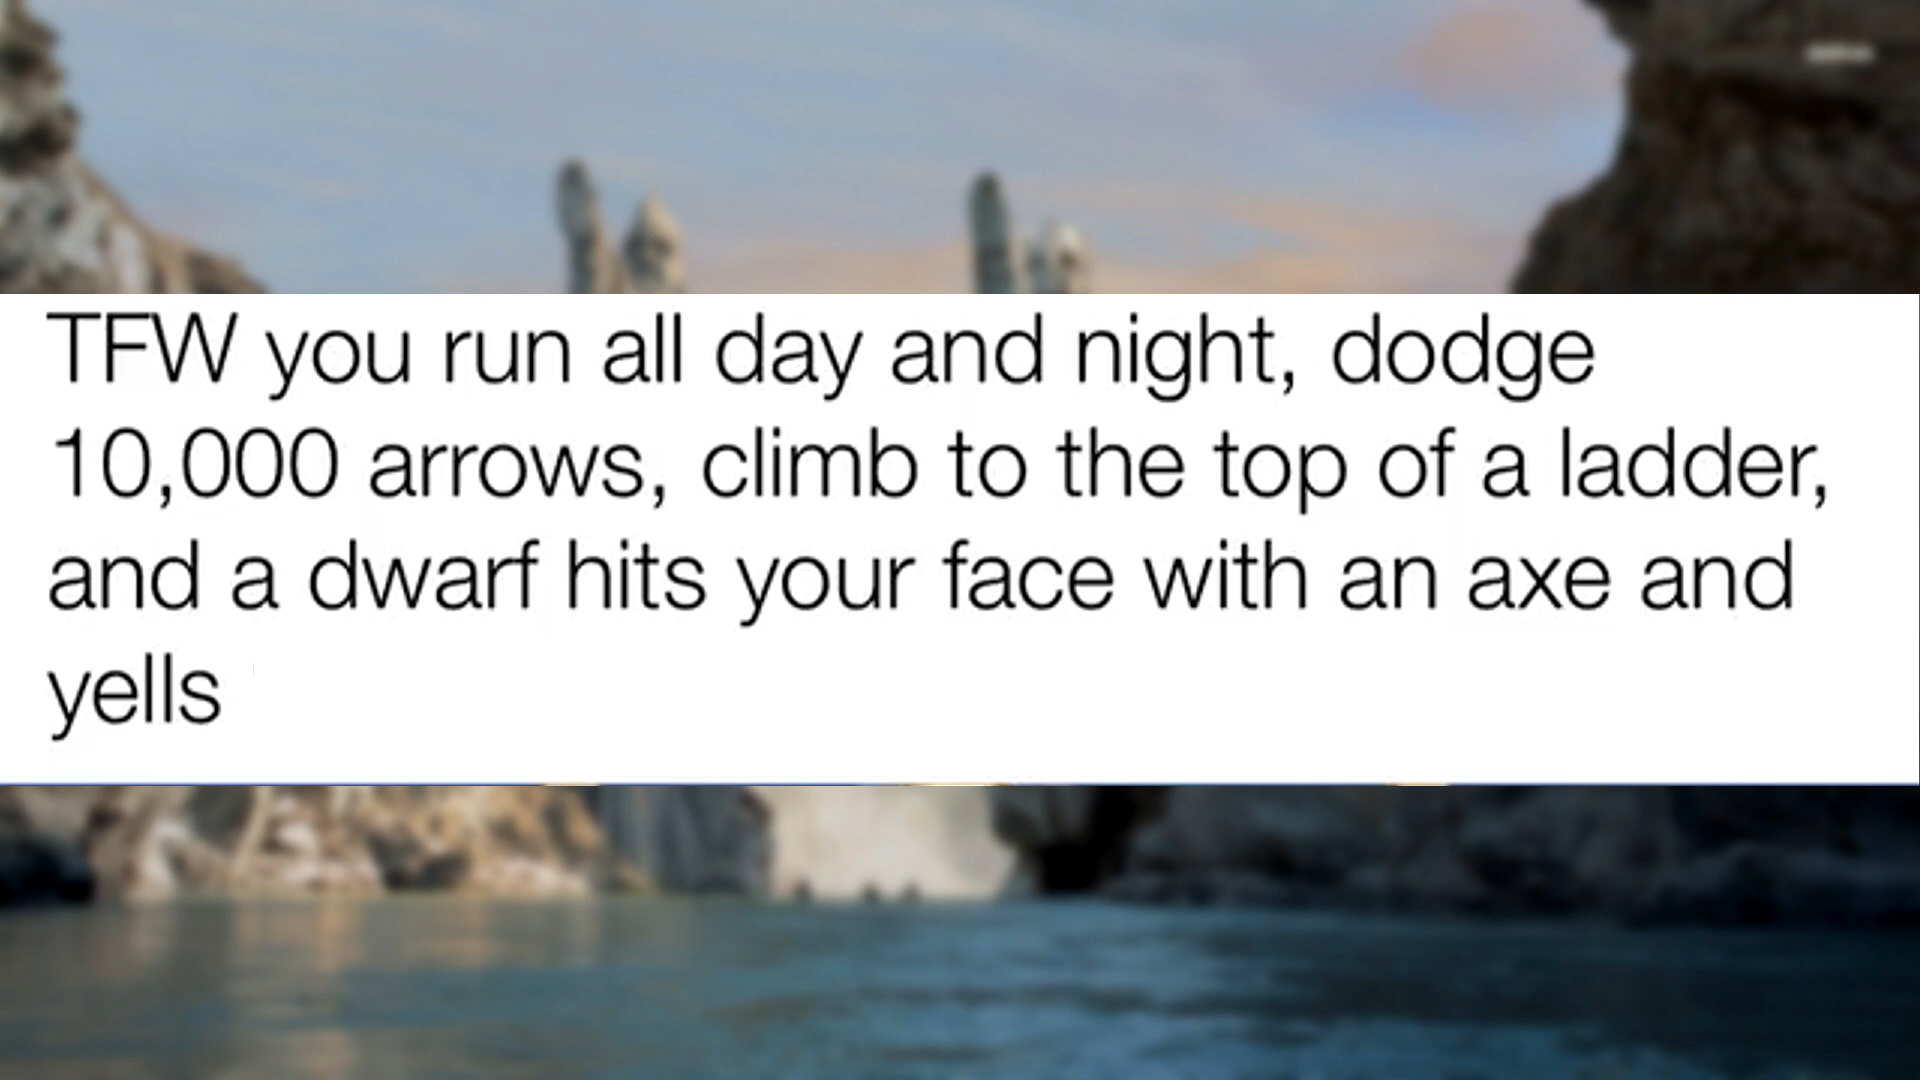 TFW you run all day and night, dodge
10,000 arrows, climb to the top of a ladder,
and a dwarf hits your face with an axe and
yells